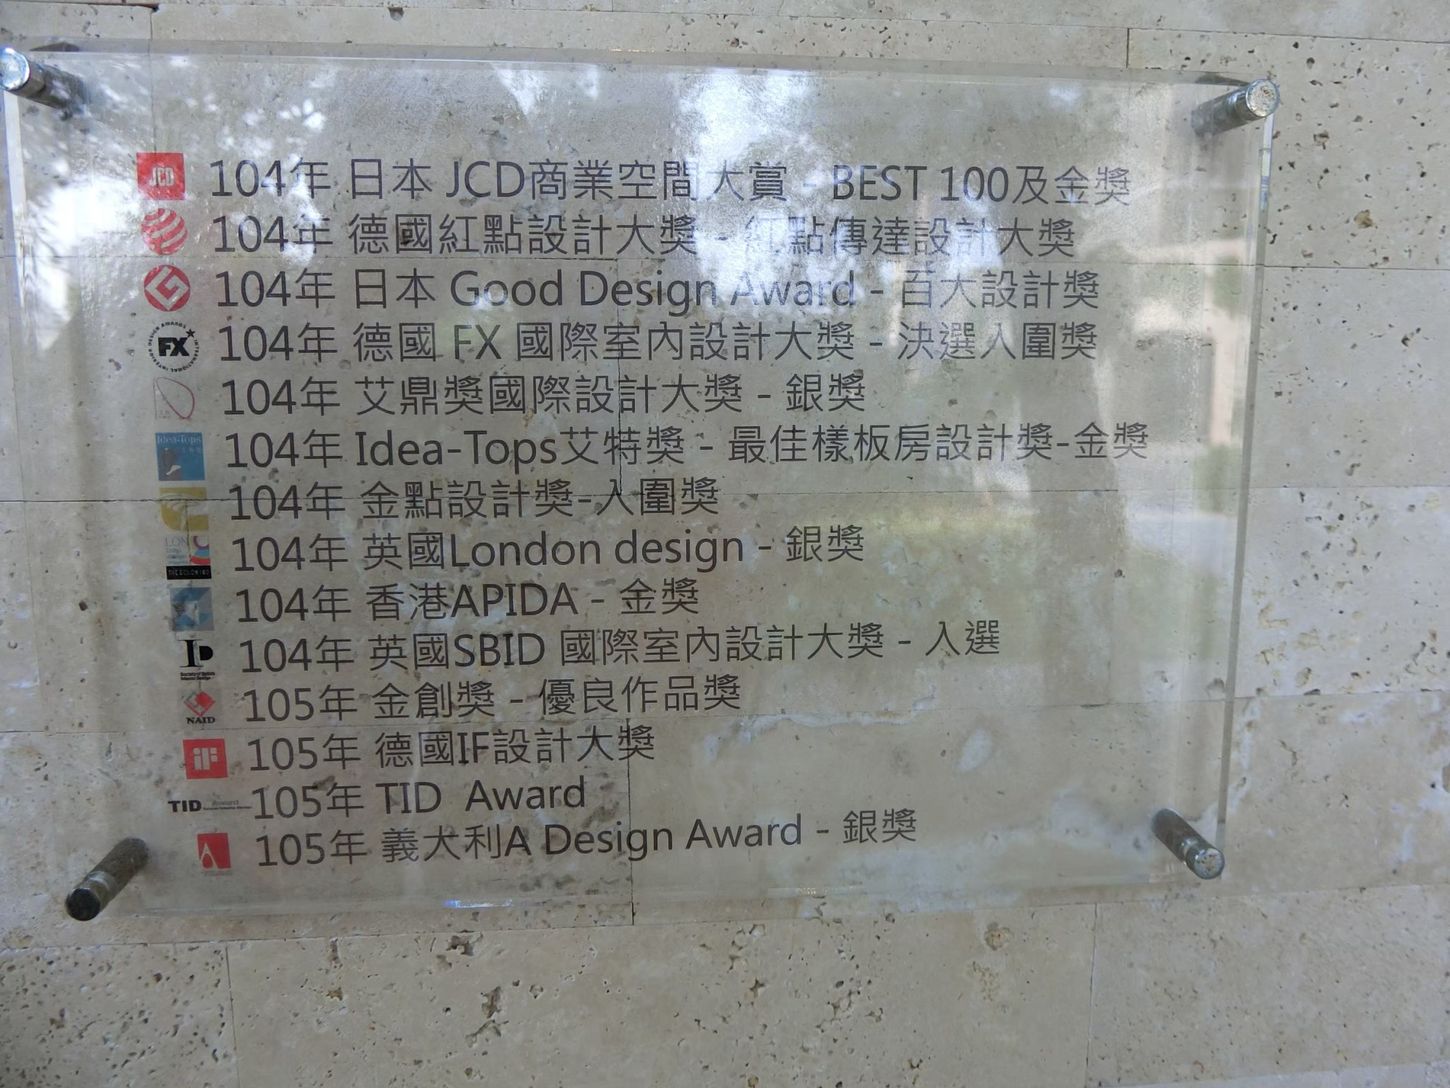 JCD 104年 日本 JCD商業空間大賞 - BEST 100及金獎
104年 德國紅點設計大獎 - 紅點傳達設計大獎
104年 日本 Good Design Award - 百大設計獎
FX 104年 德國 FX 國際室內設計大獎 - 決選入圍獎
104年 艾鼎獎國際設計大獎 - 銀獎
Idea-Tops 104年 Idea-Tops艾特獎 - 最佳樣板房設計獎-金獎
104年 金點設計獎-入圍獎
104年 英國London design - 銀獎
104年 香港APIDA - 金獎
104年 英國SBID 國際室內設計大獎 - 入選
NAID 105年 金創獎 - 優良作品獎
iF 105年 德國IF設計大獎
TID Award 105年 TID Award
A 105年 義大利A Design Award - 銀獎